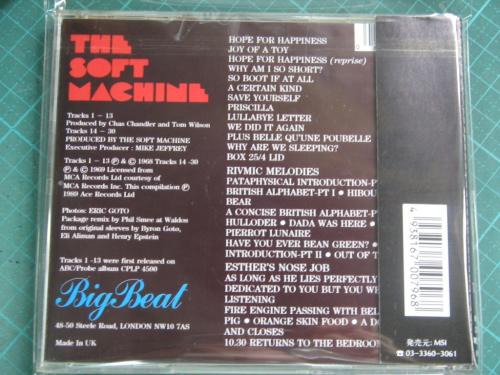 THE
SOFT
MACHINE
Tracks 1 - 13
Produced by Chas Chandler and Tom Wilson
Tracks 14 - 30
PRODUCED BY THE SOFT MACHINE
Executive Producer : MIKE JEFFREY
Tracks 1 - 13 Ⓟ & © 1968 Tracks 14 -30
Ⓟ & © 1969 Licensed from
MCA Records Ltd courtesy of
MCA Records Inc. This compilation Ⓟ
1989 Ace Records Ltd
Photos: ERIC GOTO
Package remix by Phil Smee at Waldos
from original sleeves by Byron Goto,
Eli Aliman and Henry Epstein
Tracks 1 -13 were first released on
ABC/Probe album CPLP 4500
Big Beat
48-50 Steele Road, LONDON NW10 7AS
Made in UK
HOPE FOR HAPPINESS
JOY OF A TOY
HOPE FOR HAPPINESS (reprise)
WHY AM I SO SHORT?
SO BOOT IF AT ALL
A CERTAIN KIND
SAVE YOURSELF
PRISCILLA
LULLABYE LETTER
WE DID IT AGAIN
PLUS BELLE QU'UNE POUBELLE
WHY ARE WE SLEEPING?
BOX 25/4 LID
RIVMIC MELODIES
PATAPHYSICAL INTRODUCTION-PT
BRITISH ALPHABET-PT I • HIBOU
BEAR
A CONCISE BRITISH ALPHABET-PT
HULLODER • DADA WAS HERE •
PIERROT LUNAIRE
HAVE YOU EVER BEAN GREEN? •
INTRODUCTION-PT II • OUT OF T
ESTHER'S NOSE JOB
AS LONG AS HE LIES PERFECTLY
DEDICATED TO YOU BUT YOU WE
LISTENING
FIRE ENGINE PASSING WITH BEL
PIG • ORANGE SKIN FOOD • A DO
AND CLOSES
10.30 RETURNS TO THE BEDROOM
4938167007968
発売元: MSI
☎ 03-3360-3061